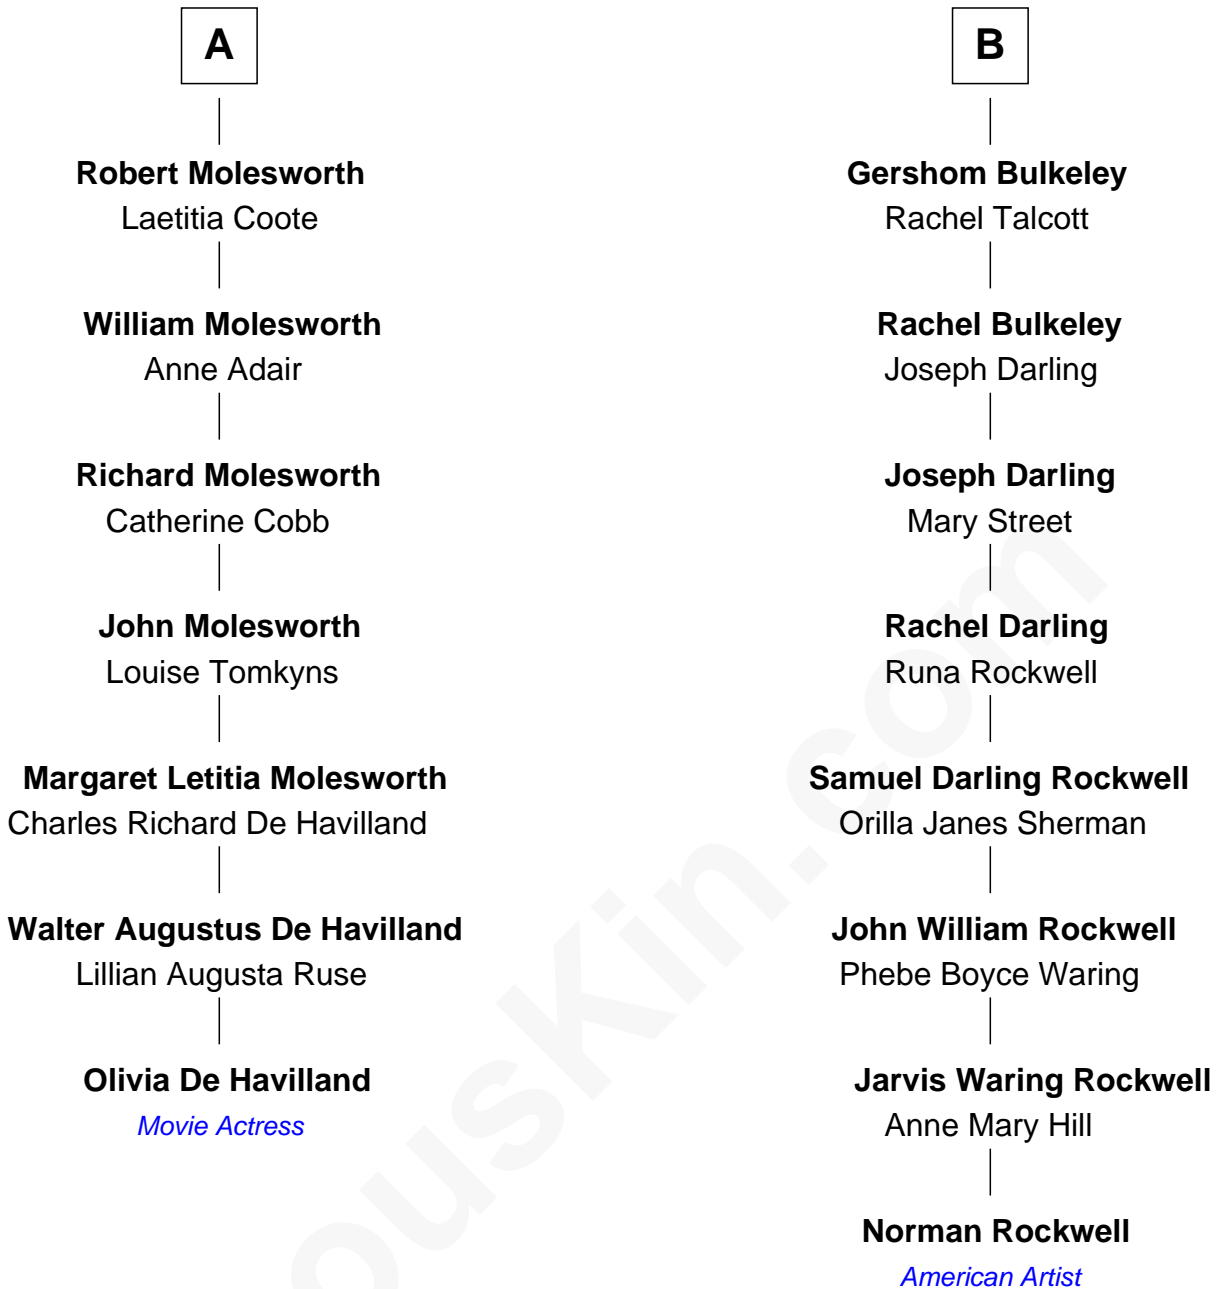 A
Robert Molesworth
Laetitia Coote
William Molesworth
Anne Adair
Richard Molesworth
Catherine Cobb
John Molesworth
Louise Tomkyns
Margaret Letitia Molesworth
Charles Richard De Havilland
Walter Augustus De Havilland
Lillian Augusta Ruse
Olivia De Havilland
Movie Actress
B
Gershom Bulkeley
Rachel Talcott
Rachel Bulkeley
Joseph Darling
Joseph Darling
Mary Street
Rachel Darling
Runa Rockwell
Samuel Darling Rockwell
Orilla Janes Sherman
John William Rockwell
Phebe Boyce Waring
Jarvis Waring Rockwell
Anne Mary Hill
Norman Rockwell
American Artist
ousKin.com